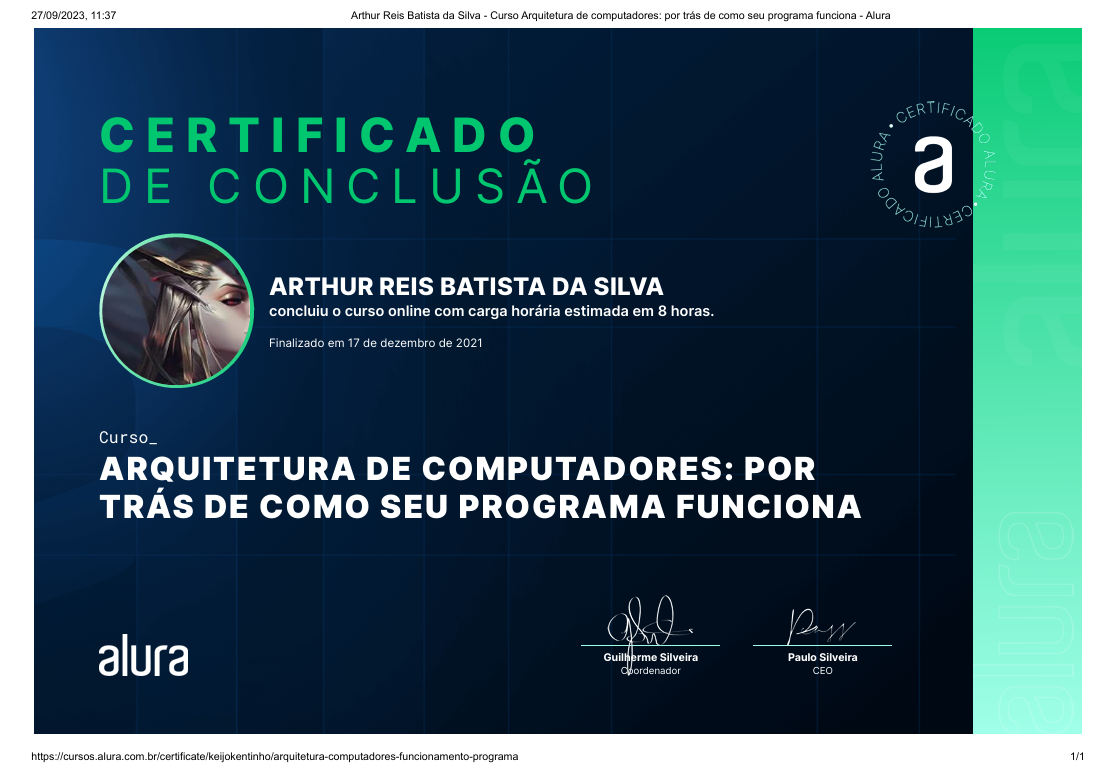 27/09/2023, 11:37
Arthur Reis Batista da Silva - Curso Arquitetura de computadores: por trás de como seu programa funciona - Alura
CERTIFICADO
DE CONCLUSÃO
CERTIFICADO ALURA • CERTIFICADO ALURA •
a
ARTHUR REIS BATISTA DA SILVA
concluiu o curso online com carga horária estimada em 8 horas.
Finalizado em 17 de dezembro de 2021
Curso_
ARQUITETURA DE COMPUTADORES: POR
TRÁS DE COMO SEU PROGRAMA FUNCIONA
alura
Guilherme Silveira
Coordenador
Paulo Silveira
CEO
alura a alura
https://cursos.alura.com.br/certificate/keijokentinho/arquitetura-computadores-funcionamento-programa
1/1